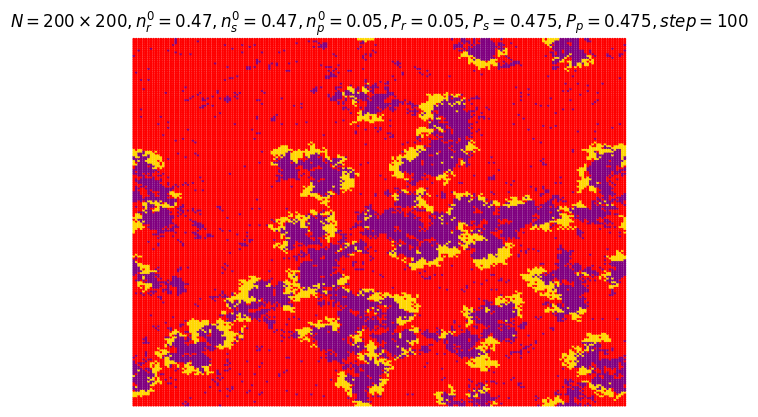 N = 200 × 200, n_r^0 = 0.47, n_s^0 = 0.47, n_p^0 = 0.05, P_r = 0.05, P_s = 0.475, P_p = 0.475, step = 100